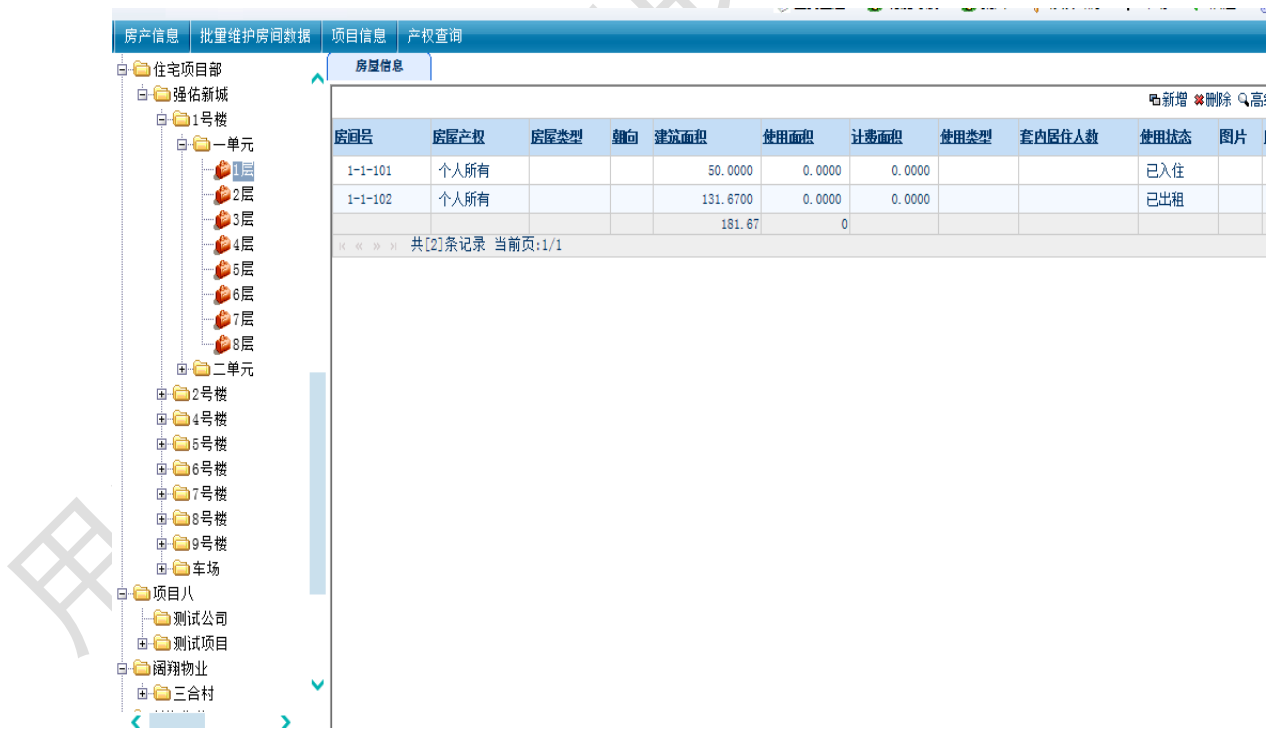 房产信息 批量维护房间数据 项目信息 产权查询
住宅项目部
强佑新城
1号楼
一单元
1层
2层
3层
4层
5层
6层
7层
8层
二单元
2号楼
4号楼
5号楼
6号楼
7号楼
8号楼
9号楼
车场
项目八
测试公司
测试项目
阔翔物业
三合村
房屋信息
新增 删除 高级
房间号 房屋产权 房屋类型 朝向 建筑面积 使用面积 计费面积 使用类型 套内居住人数 使用状态 图片
1-1-101 个人所有 50.0000 0.0000 0.0000 已入住
1-1-102 个人所有 131.6700 0.0000 0.0000 已出租
181.67 0
共[2]条记录 当前页:1/1
用